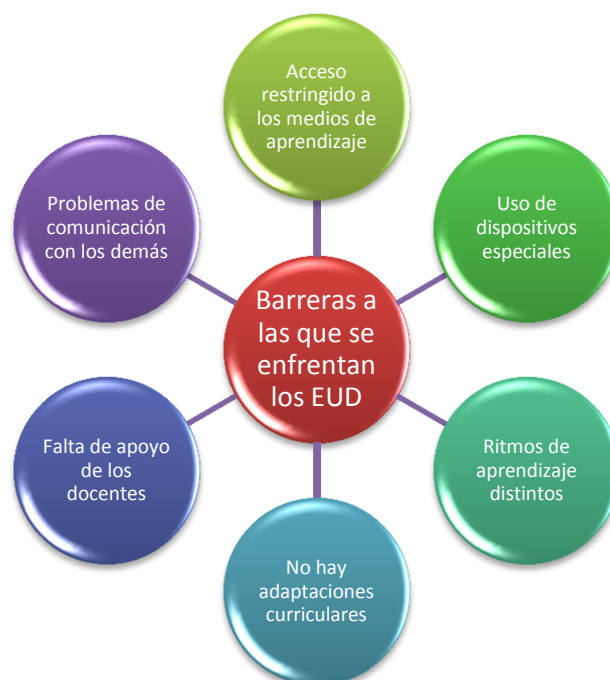 Acceso
restringido a
los medios de
aprendizaje
Problemas de
comunicación
con los demás
Uso de
dispositivos
especiales
Barreras a
las que se
enfrentan
los EUD
Falta de apoyo
de los
docentes
Ritmos de
aprendizaje
distintos
No hay
adaptaciones
curriculares